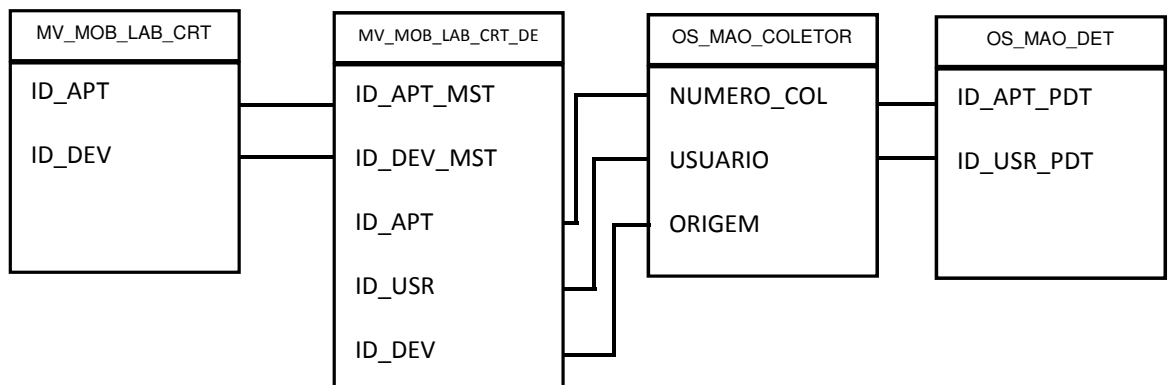 MV_MOB_LAB_CRT
ID_APT
ID_DEV
MV_MOB_LAB_CRT_DE
ID_APT_MST
ID_DEV_MST
ID_APT
ID_USR
ID_DEV
OS_MAO_COLETOR
NUMERO_COL
USUARIO
ORIGEM
OS_MAO_DET
ID_APT_PDT
ID_USR_PDT